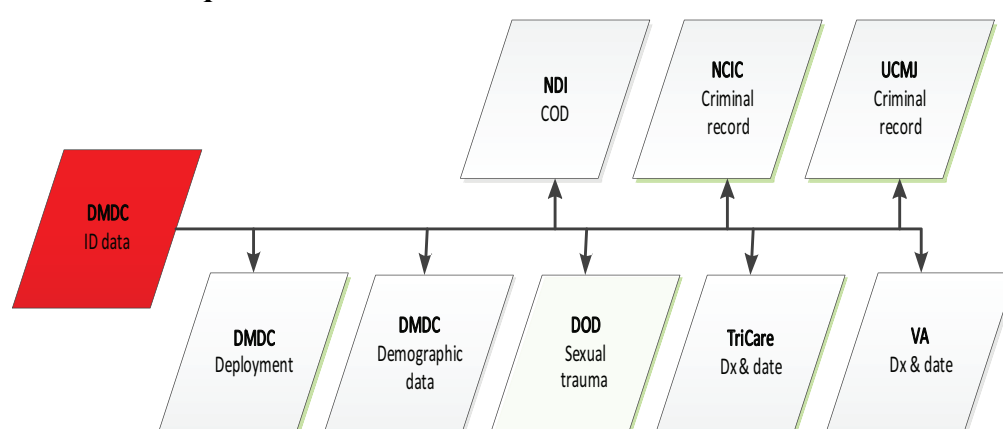 NDI
COD
NCIC
Criminal
record
UCMJ
Criminal
record
DMDC
ID data
DMDC
Deployment
DMDC
Demographic
data
DOD
Sexual
trauma
TriCare
Dx & date
VA
Dx & date